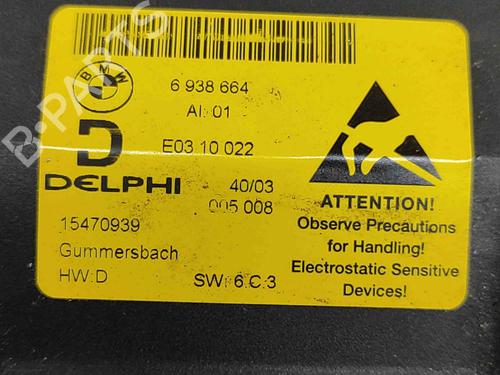 BMW
6 938 664
AI: 01
D
E03 10 022
DELPHI
40/03
005 008
15470939
Gummersbach
HW:D
SW: 6.C.3
ATTENTION!
Observe Precautions
for Handling!
Electrostatic Sensitive
Devices!
B-PARTS